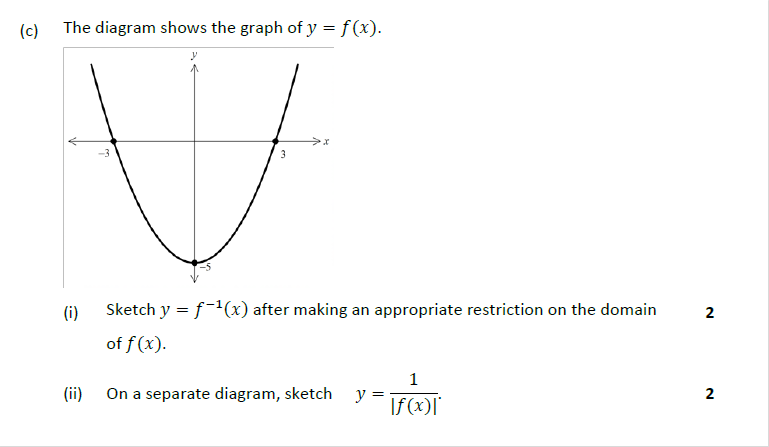 (c) The diagram shows the graph of y = f(x).
y
x
−3
3
−5
(i) Sketch y = f⁻¹(x) after making an appropriate restriction on the domain 2
of f(x).
(ii) On a separate diagram, sketch y = 1/|f(x)|. 2